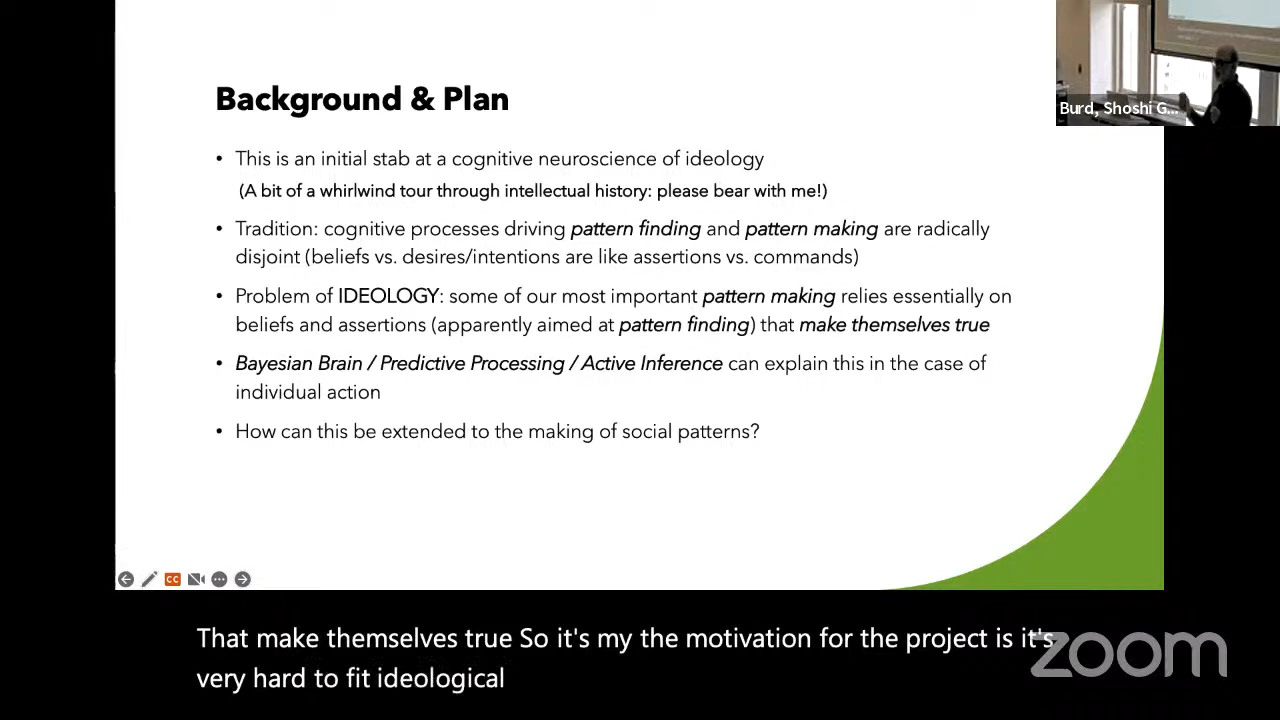 Background & Plan
Burd, Shoshi G...
• This is an initial stab at a cognitive neuroscience of ideology
(A bit of a whirlwind tour through intellectual history: please bear with me!)
• Tradition: cognitive processes driving pattern finding and pattern making are radically
disjoint (beliefs vs. desires/intentions are like assertions vs. commands)
• Problem of IDEOLOGY: some of our most important pattern making relies essentially on
beliefs and assertions (apparently aimed at pattern finding) that make themselves true
• Bayesian Brain / Predictive Processing / Active Inference can explain this in the case of
individual action
• How can this be extended to the making of social patterns?
CC
That make themselves true So it's my the motivation for the project is it's
very hard to fit ideological
zoom